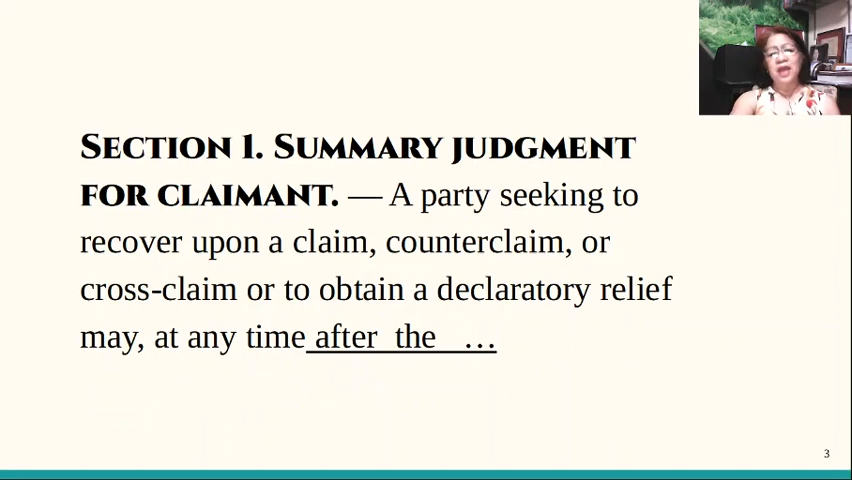 Section 1. Summary judgment
for claimant. — A party seeking to
recover upon a claim, counterclaim, or
cross-claim or to obtain a declaratory relief
may, at any time after the ...
3